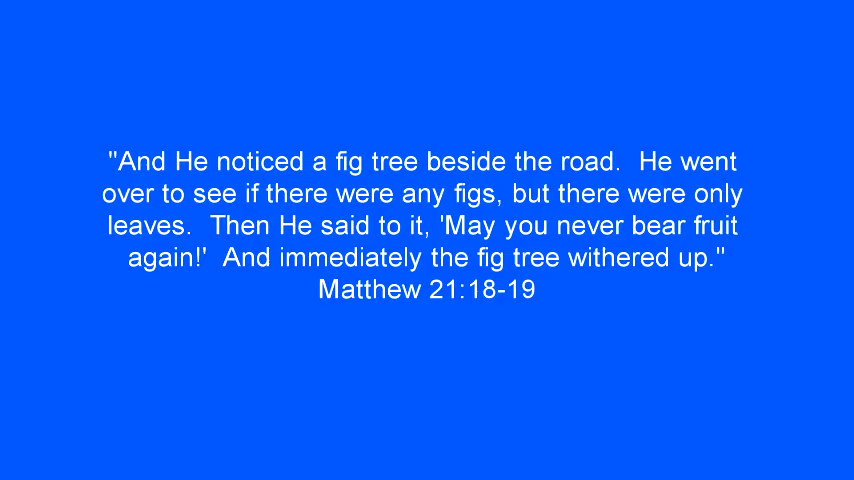 "And He noticed a fig tree beside the road.  He went
over to see if there were any figs, but there were only
leaves.  Then He said to it, 'May you never bear fruit
again!'  And immediately the fig tree withered up."
Matthew 21:18-19